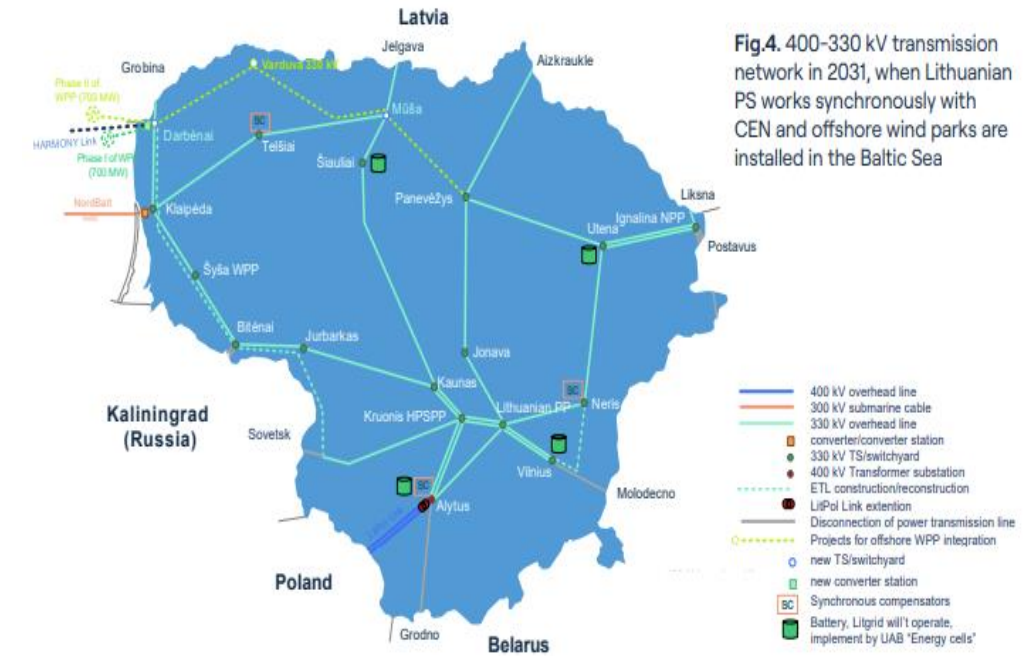 Latvia
Jelgava
Aizkraukle
Grobina
Varduva 330 kV
Phase II of
WPP (700 MW)
HARMONY Link
Darbėnai
Phase I of WP
(700 MW)
Mūša
BC
Telšiai
Šiauliai
NordBalt
Klaipėda
Panevėžys
Liksna
Ignalina NPP
Utena
Postavus
Šyša WPP
Bitėnai
Jurbarkas
Jonava
Kaunas
BC
Neris
Lithuanian PP
Kruonis HPSPP
Kaliningrad
(Russia)
Sovetsk
Vilnius
Molodecno
BC
Alytus
Poland
Grodno
Belarus
Fig.4. 400-330 kV transmission
network in 2031, when Lithuanian
PS works synchronously with
CEN and offshore wind parks are
installed in the Baltic Sea
400 kV overhead line
300 kV submarine cable
330 kV overhead line
converter/converter station
330 kV TS/switchyard
400 kV Transformer substation
ETL construction/reconstruction
LitPol Link extention
Disconnection of power transmission line
Projects for offshore WPP integration
new TS/switchyard
new converter station
BC
Synchronous compensators
Battery, Litgrid will't operate,
implement by UAB "Energy cells"